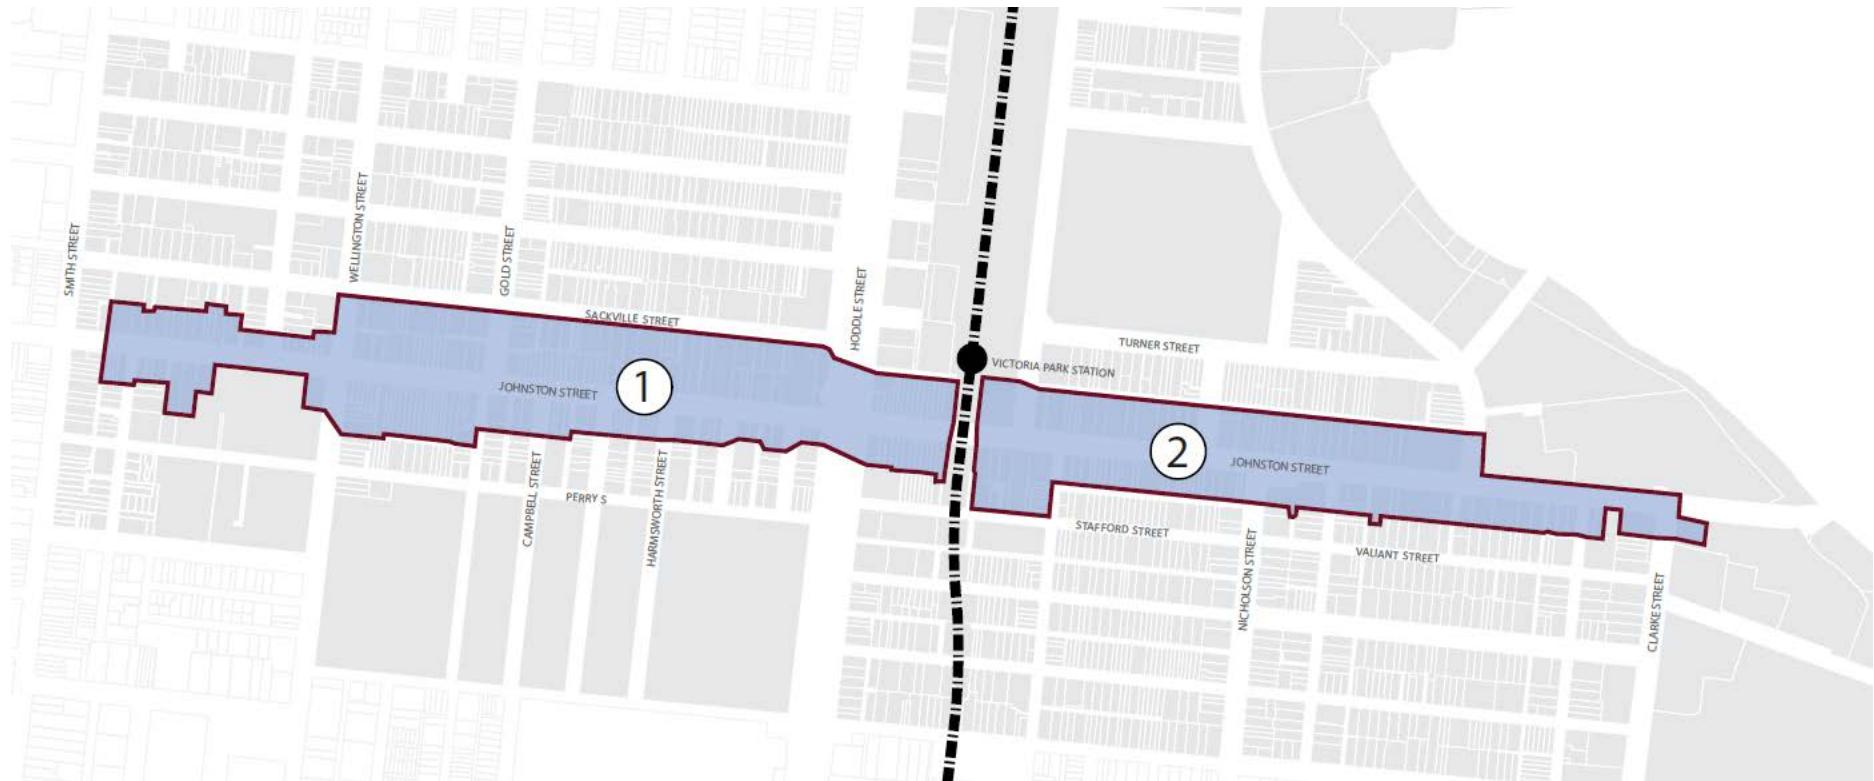 SMITH STREET
WELLINGTON STREET
GOLD STREET
SACKVILLE STREET
HODDLE STREET
TURNER STREET
VICTORIA PARK STATION
JOHNSTON STREET
1
2
JOHNSTON STREET
CAMPBELL STREET
PERRY S
HARMSWORTH STREET
STAFFORD STREET
NICHOLSON STREET
VALIANT STREET
CLARKE STREET